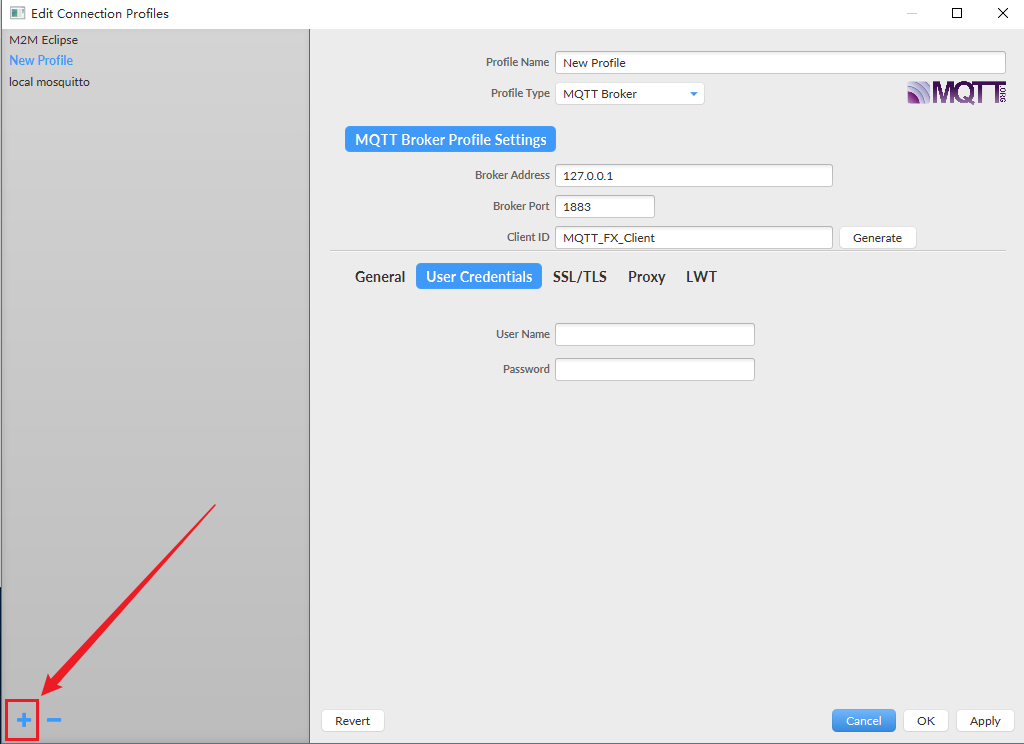 Edit Connection Profiles
M2M Eclipse
New Profile
local mosquitto
Profile Name New Profile
Profile Type MQTT Broker
MQTT.ORG
MQTT Broker Profile Settings
Broker Address 127.0.0.1
Broker Port 1883
Client ID MQTT_FX_Client Generate
General User Credentials SSL/TLS Proxy LWT
User Name
Password
Revert Cancel OK Apply